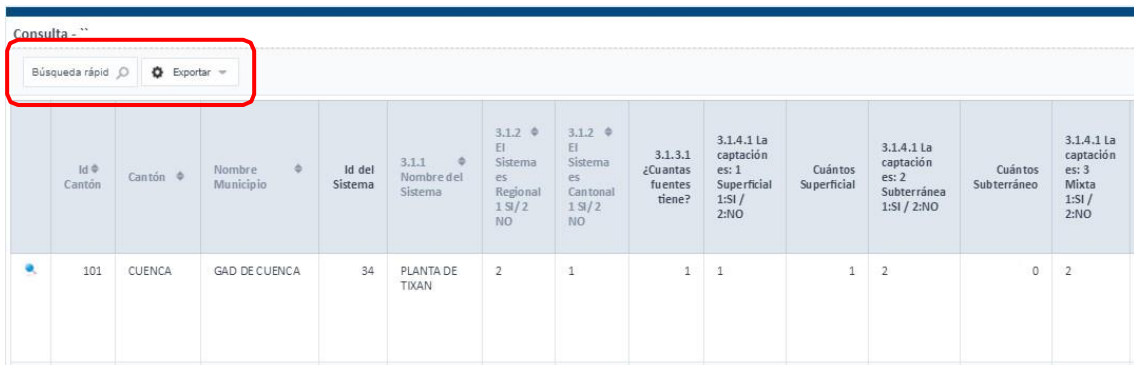 Consulta - ``
Búsqueda rápid
Exportar
Id
Cantón
Cantón
Nombre
Municipio
Id del
Sistema
3.1.1
Nombre del
Sistema
3.1.2
El
Sistema
es
Regional
1 SI/ 2
NO
3.1.2
El
Sistema
es
Cantonal
1 SI/ 2
NO
3.1.3.1
¿Cuantas
fuentes
tiene?
3.1.4.1 La
captación
es: 1
Superficial
1:SI /
2:NO
Cuántos
Superficial
3.1.4.1 La
captación
es: 2
Subterránea
1:SI / 2:NO
Cuántos
Subterráneo
3.1.4.1 La
captación
es: 3
Mixta
1:SI /
2:NO
101
CUENCA
GAD DE CUENCA
34
PLANTA DE
TIXAN
2
1
1
1
1
2
0
2